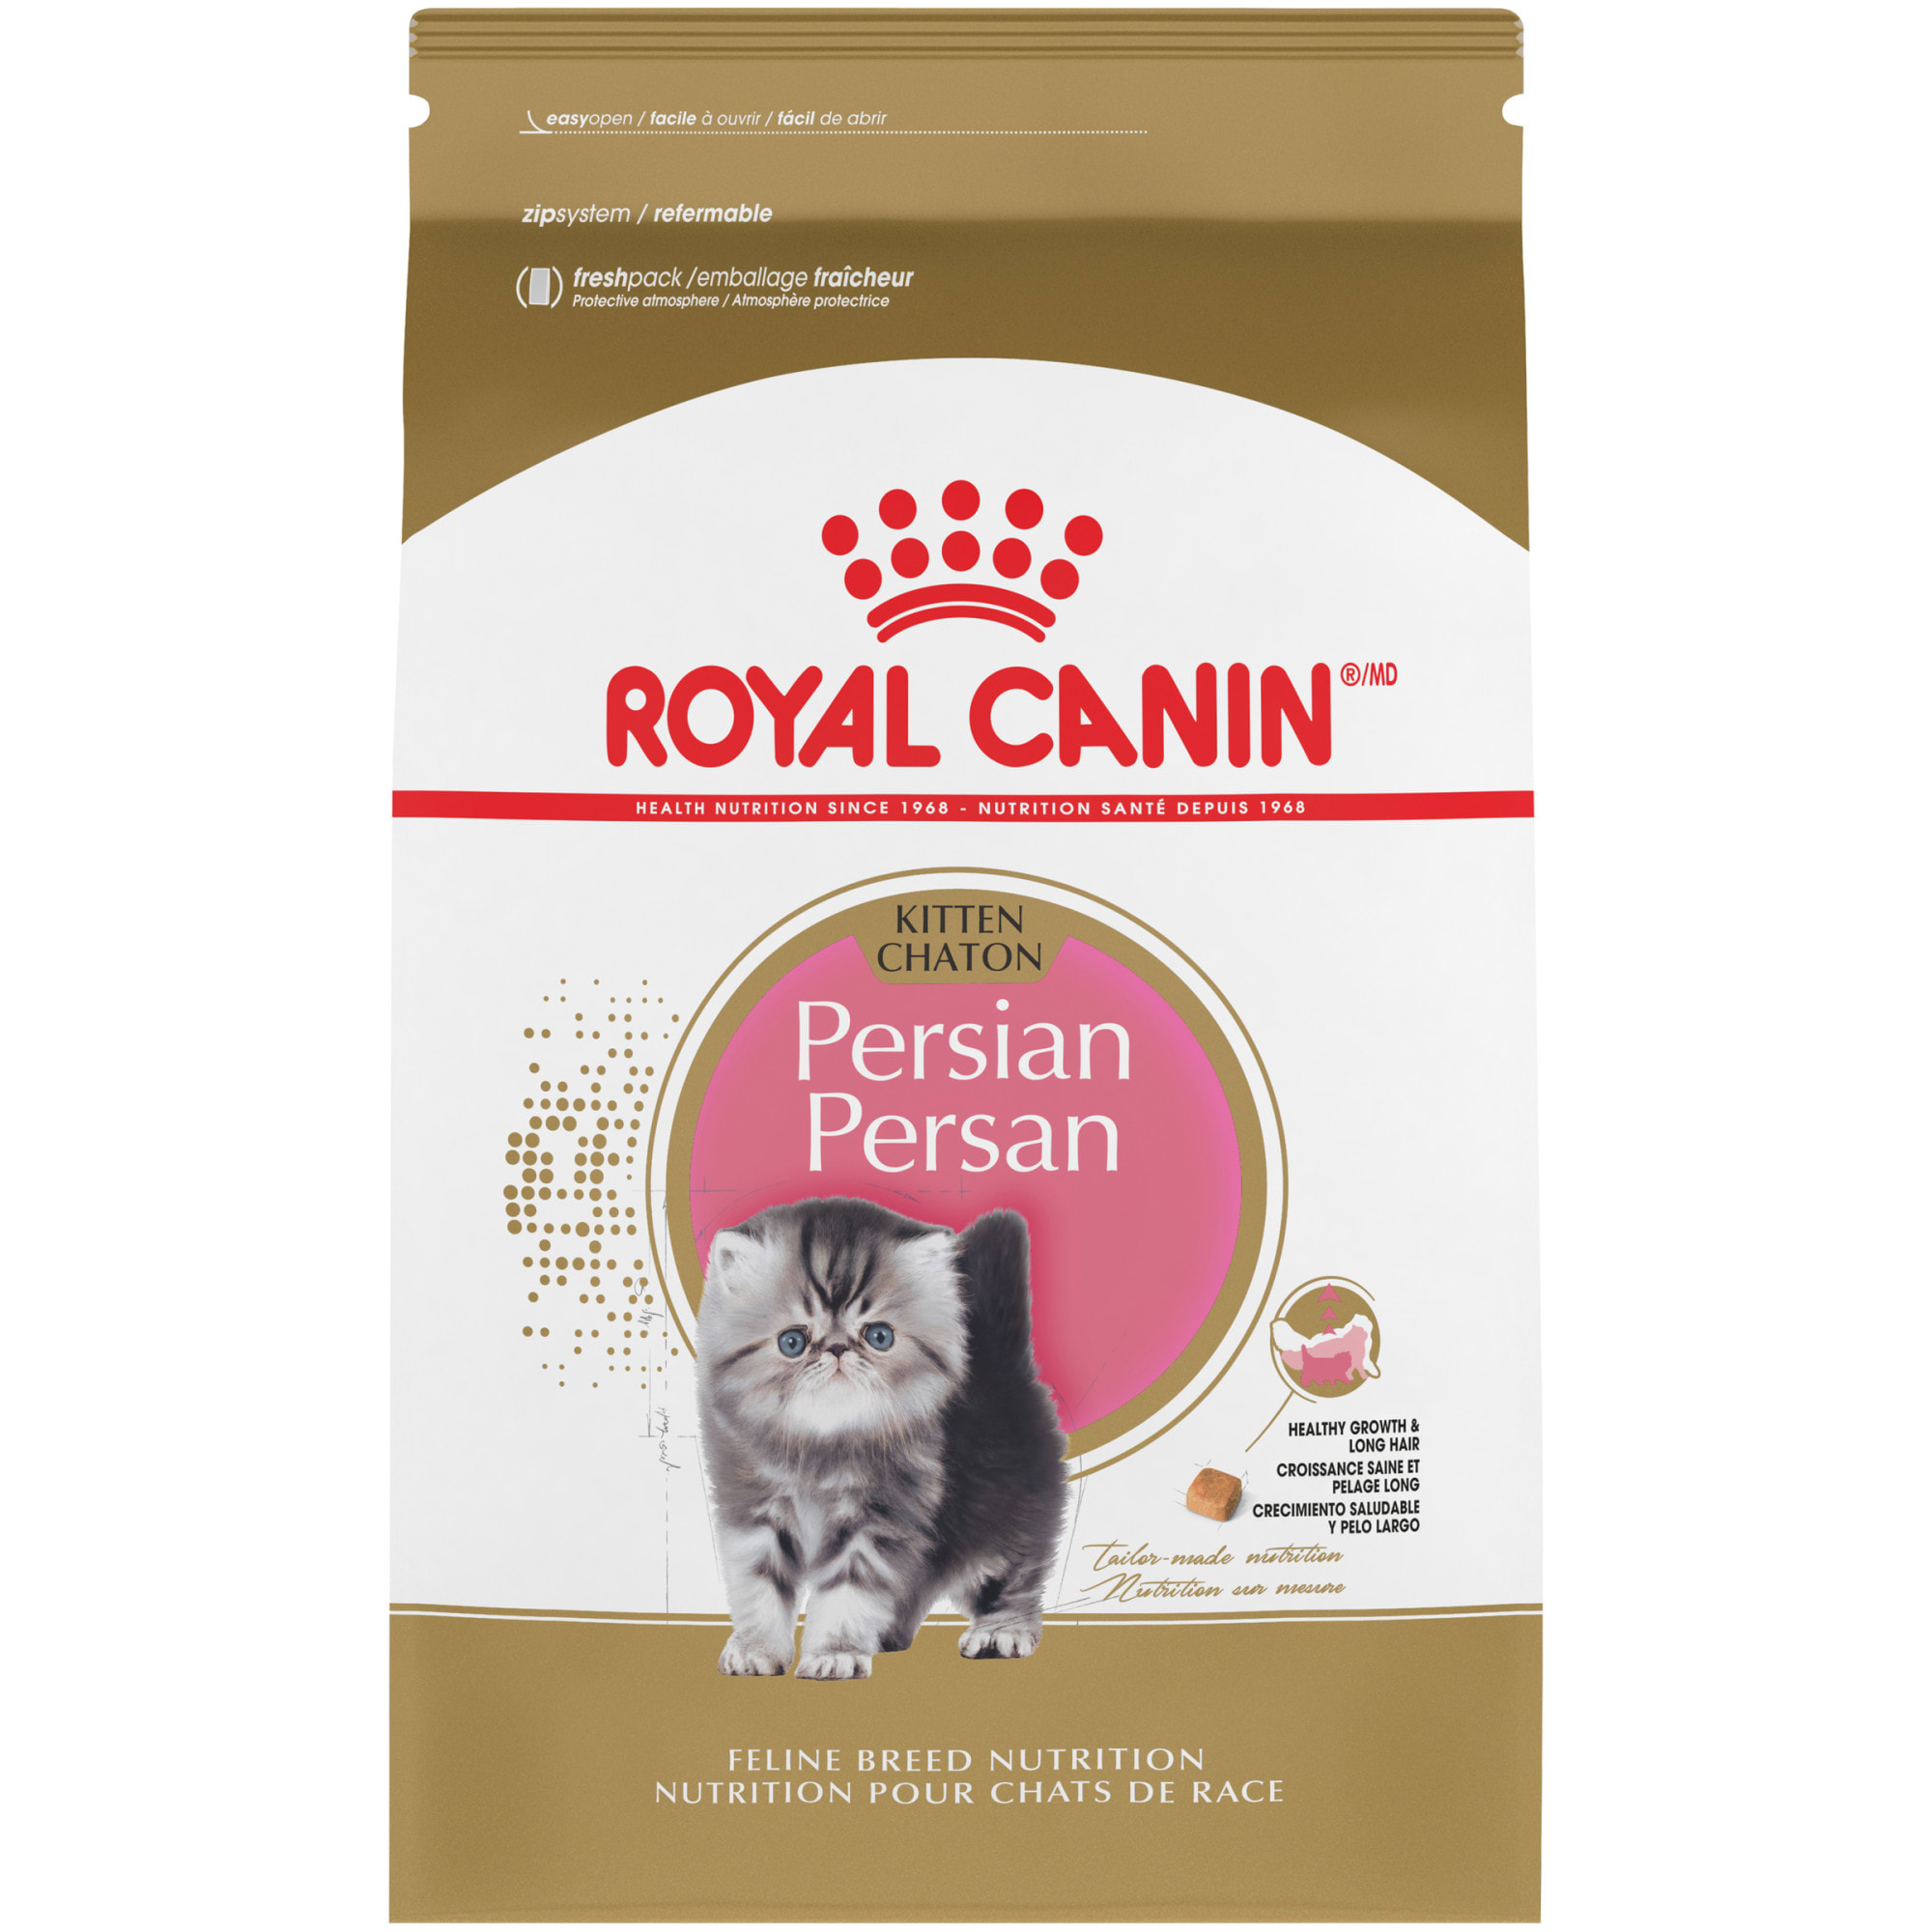 easyopen / facile à ouvrir / fácil de abrir
zipsystem / refermable
freshpack / emballage fraîcheur
Protective atmosphere / Atmosphère protectrice
ROYAL CANIN ®/MD
HEALTH NUTRITION SINCE 1968 - NUTRITION SANTÉ DEPUIS 1968
KITTEN
CHATON
Persian
Persan
HEALTHY GROWTH &
LONG HAIR
CROISSANCE SAINE ET
PELAGE LONG
CRECIMIENTO SALUDABLE
Y PELO LARGO
Tailor-made nutrition
Nutrition sur mesure
FELINE BREED NUTRITION
NUTRITION POUR CHATS DE RACE